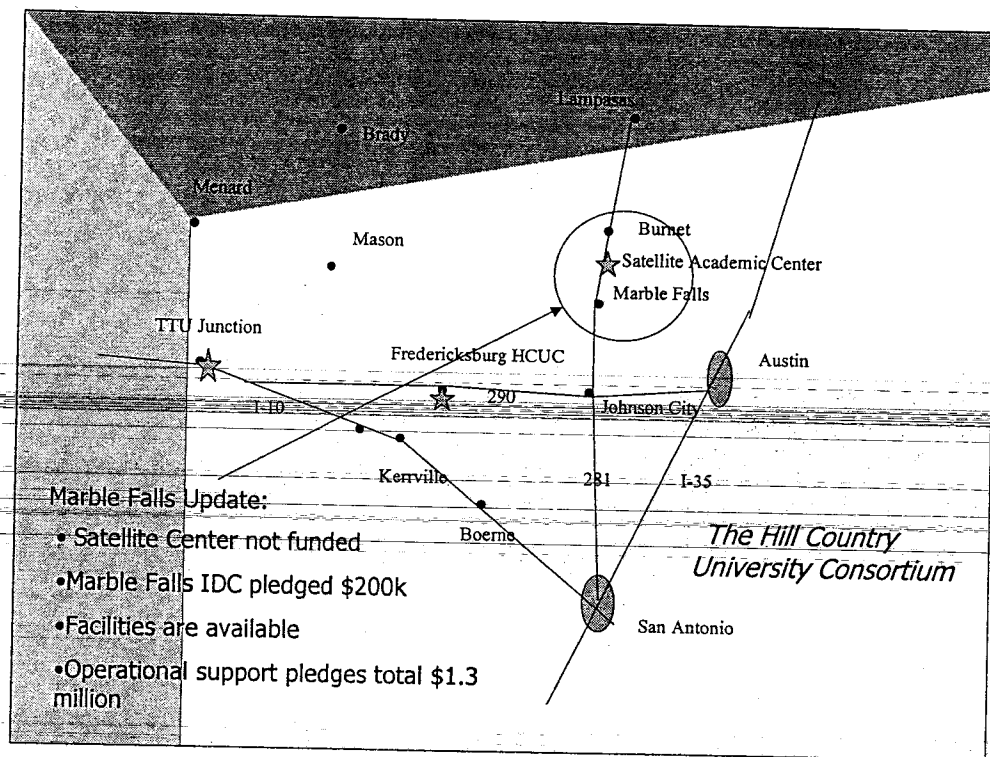 Lampasas
Brady
Menard
Mason
Burnet
Satellite Academic Center
Marble Falls
TTU Junction
Fredericksburg HCUC
Austin
290
I-10
Johnson City
Kerrville
281
I-35
Boerne
San Antonio
The Hill Country
University Consortium
Marble Falls Update:
• Satellite Center not funded
•Marble Falls IDC pledged $200k
•Facilities are available
•Operational support pledges total $1.3
million